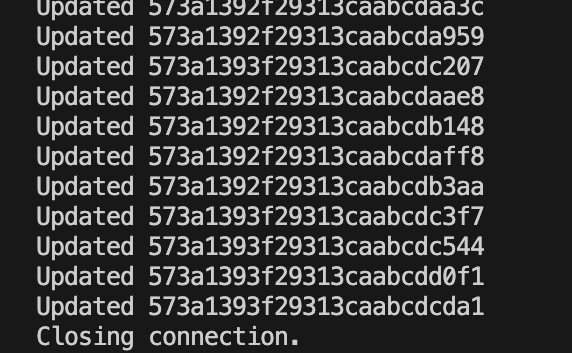 Updated 573a1392f29313caabcdaa3c
Updated 573a1392f29313caabcda959
Updated 573a1393f29313caabcdc207
Updated 573a1392f29313caabcdaae8
Updated 573a1392f29313caabcdb148
Updated 573a1392f29313caabcdaff8
Updated 573a1392f29313caabcdb3aa
Updated 573a1393f29313caabcdc3f7
Updated 573a1393f29313caabcdc544
Updated 573a1393f29313caabcdd0f1
Updated 573a1393f29313caabcdcda1
Closing connection.